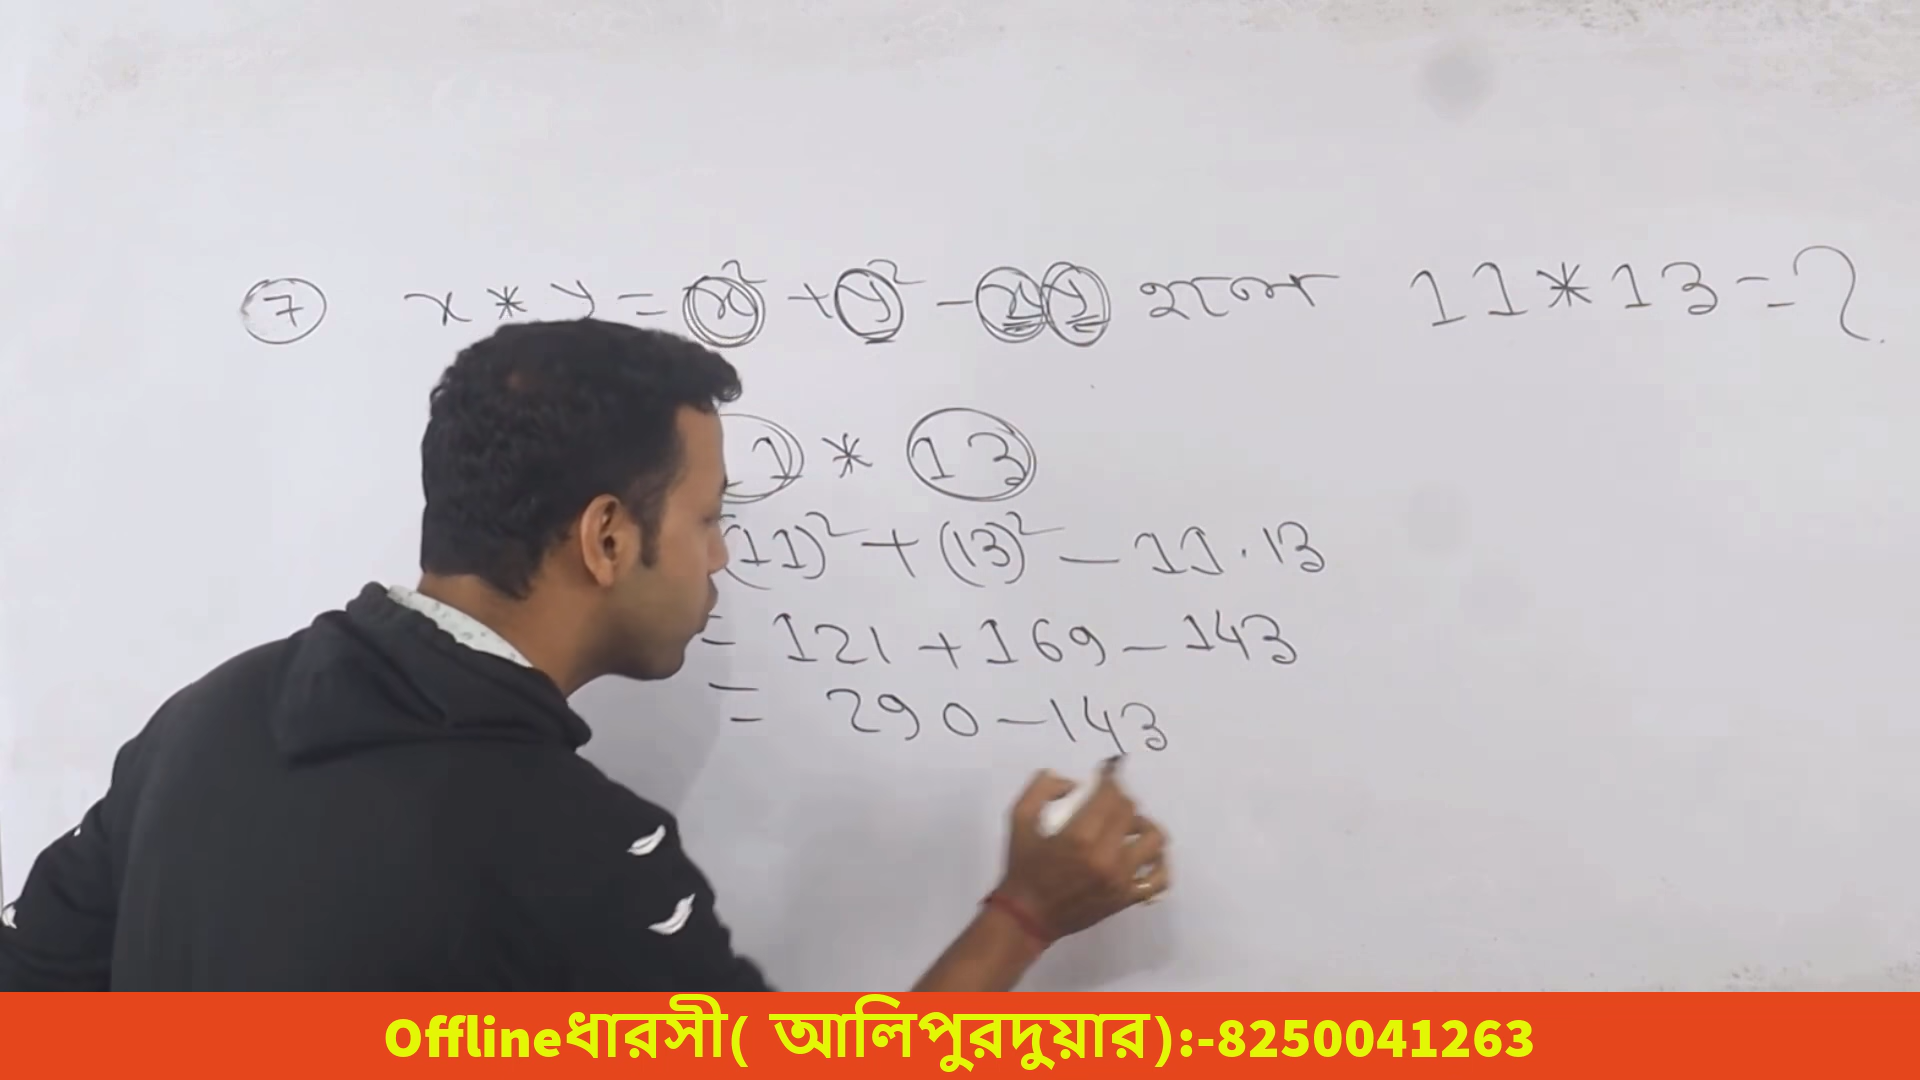 7 x * y = x² + y² - xy হলে 11 * 13 = ?
11 * 13
(11)² + (13)² - 11 . 13
= 121 + 169 - 143
= 290 - 143
Offlineধারসী( আলিপুরদুয়ার):-8250041263